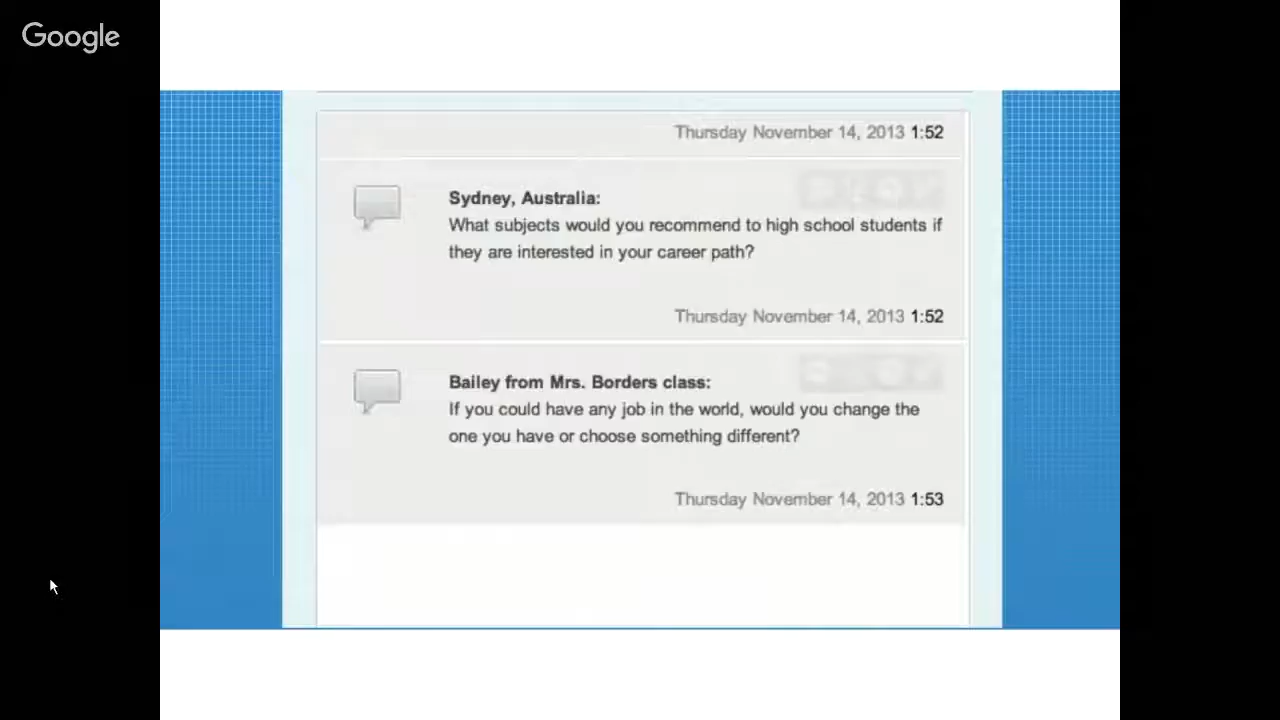 Google
Thursday November 14, 2013 1:52
Sydney, Australia:
What subjects would you recommend to high school students if
they are interested in your career path?
Thursday November 14, 2013 1:52
Bailey from Mrs. Borders class:
If you could have any job in the world, would you change the
one you have or choose something different?
Thursday November 14, 2013 1:53